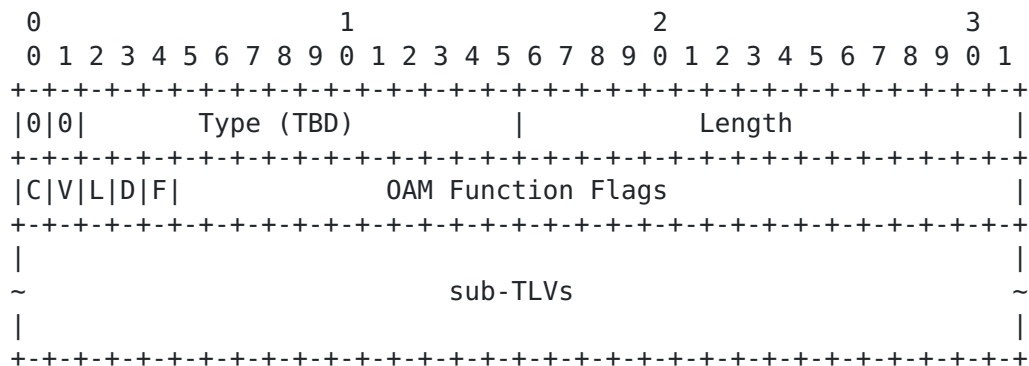 0                   1                   2                   3
 0 1 2 3 4 5 6 7 8 9 0 1 2 3 4 5 6 7 8 9 0 1 2 3 4 5 6 7 8 9 0 1
+-+-+-+-+-+-+-+-+-+-+-+-+-+-+-+-+-+-+-+-+-+-+-+-+-+-+-+-+-+-+-+-+
|0|0|       Type (TBD)          |           Length              |
+-+-+-+-+-+-+-+-+-+-+-+-+-+-+-+-+-+-+-+-+-+-+-+-+-+-+-+-+-+-+-+-+
|C|V|L|D|F|             OAM Function Flags                      |
+-+-+-+-+-+-+-+-+-+-+-+-+-+-+-+-+-+-+-+-+-+-+-+-+-+-+-+-+-+-+-+-+
|                                                               |
~                           sub-TLVs                            ~
|                                                               |
+-+-+-+-+-+-+-+-+-+-+-+-+-+-+-+-+-+-+-+-+-+-+-+-+-+-+-+-+-+-+-+-+